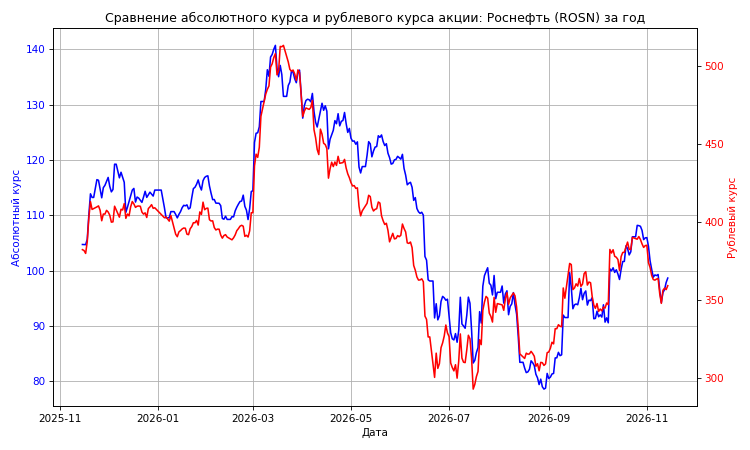 Сравнение абсолютного курса и рублевого курса акции: Роснефть (ROSN) за год
140
130
120
110
100
90
80
Абсолютный курс
500
450
400
350
300
Рублевый курс
2025-11 2026-01 2026-03 2026-05 2026-07 2026-09 2026-11
Дата